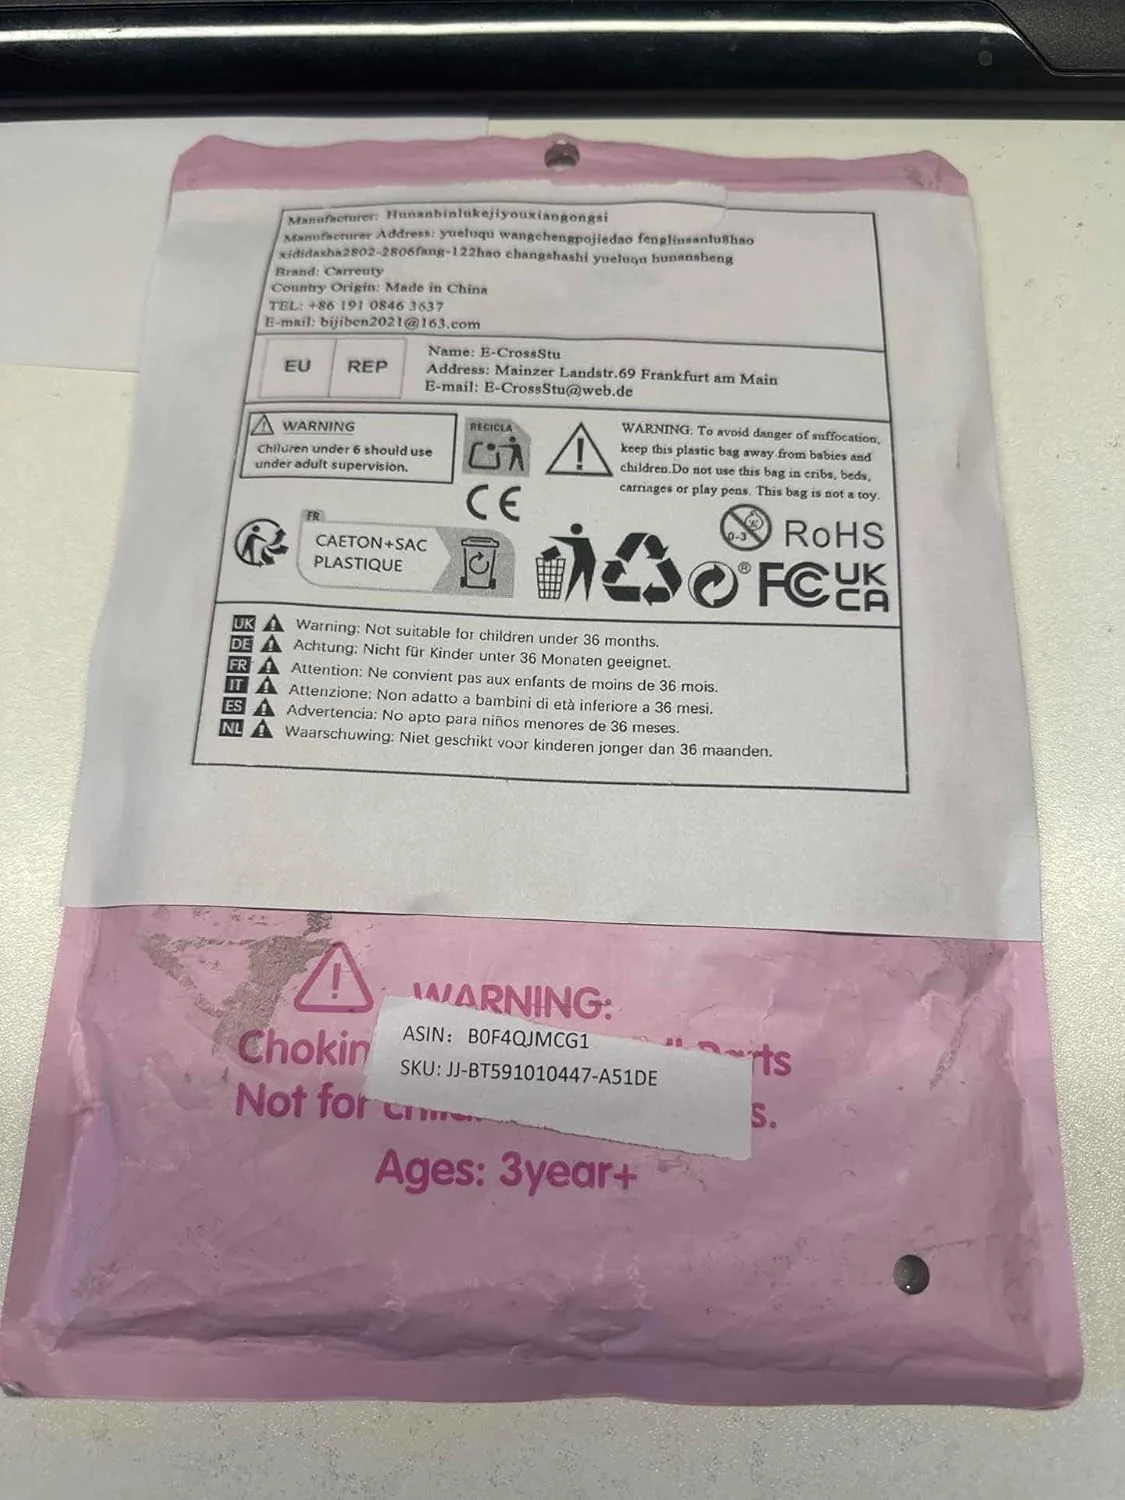 Manufacturer: Hunanbinlukejiyouxiangongsi
Manufacturer Address: yueluqu wangchengpojiedao fenglinsanlu8hao
xididasha2802-2806fang-122hao changshashi yueluqu hunansheng
Brand: Carreuty
Country Origin: Made in China
TEL: +86 191 0846 3637
E-mail: bijiben2021@163.com
EU REP
Name: E-CrossStu
Address: Mainzer Landstr.69 Frankfurt am Main
E-mail: E-CrossStu@web.de
WARNING
Children under 6 should use
under adult supervision.
RECICLA
WARNING: To avoid danger of suffocation,
keep this plastic bag away from babies and
children.Do not use this bag in cribs, beds,
carriages or play pens. This bag is not a toy.
CE
0-3
RoHS
FR
CAETON+SAC
PLASTIQUE
®
FC
UK
CA
UK Warning: Not suitable for children under 36 months.
DE Achtung: Nicht für Kinder unter 36 Monaten geeignet.
FR Attention: Ne convient pas aux enfants de moins de 36 mois.
IT Attenzione: Non adatto a bambini di età inferiore a 36 mesi.
ES Advertencia: No apto para niños menores de 36 meses.
NL Waarschuwing: Niet geschikt voor kinderen jonger dan 36 maanden.
WARNING:
Chokin Parts
Not for s.
ASIN: B0F4QJMCG1
SKU: JJ-BT591010447-A51DE
Ages: 3year+